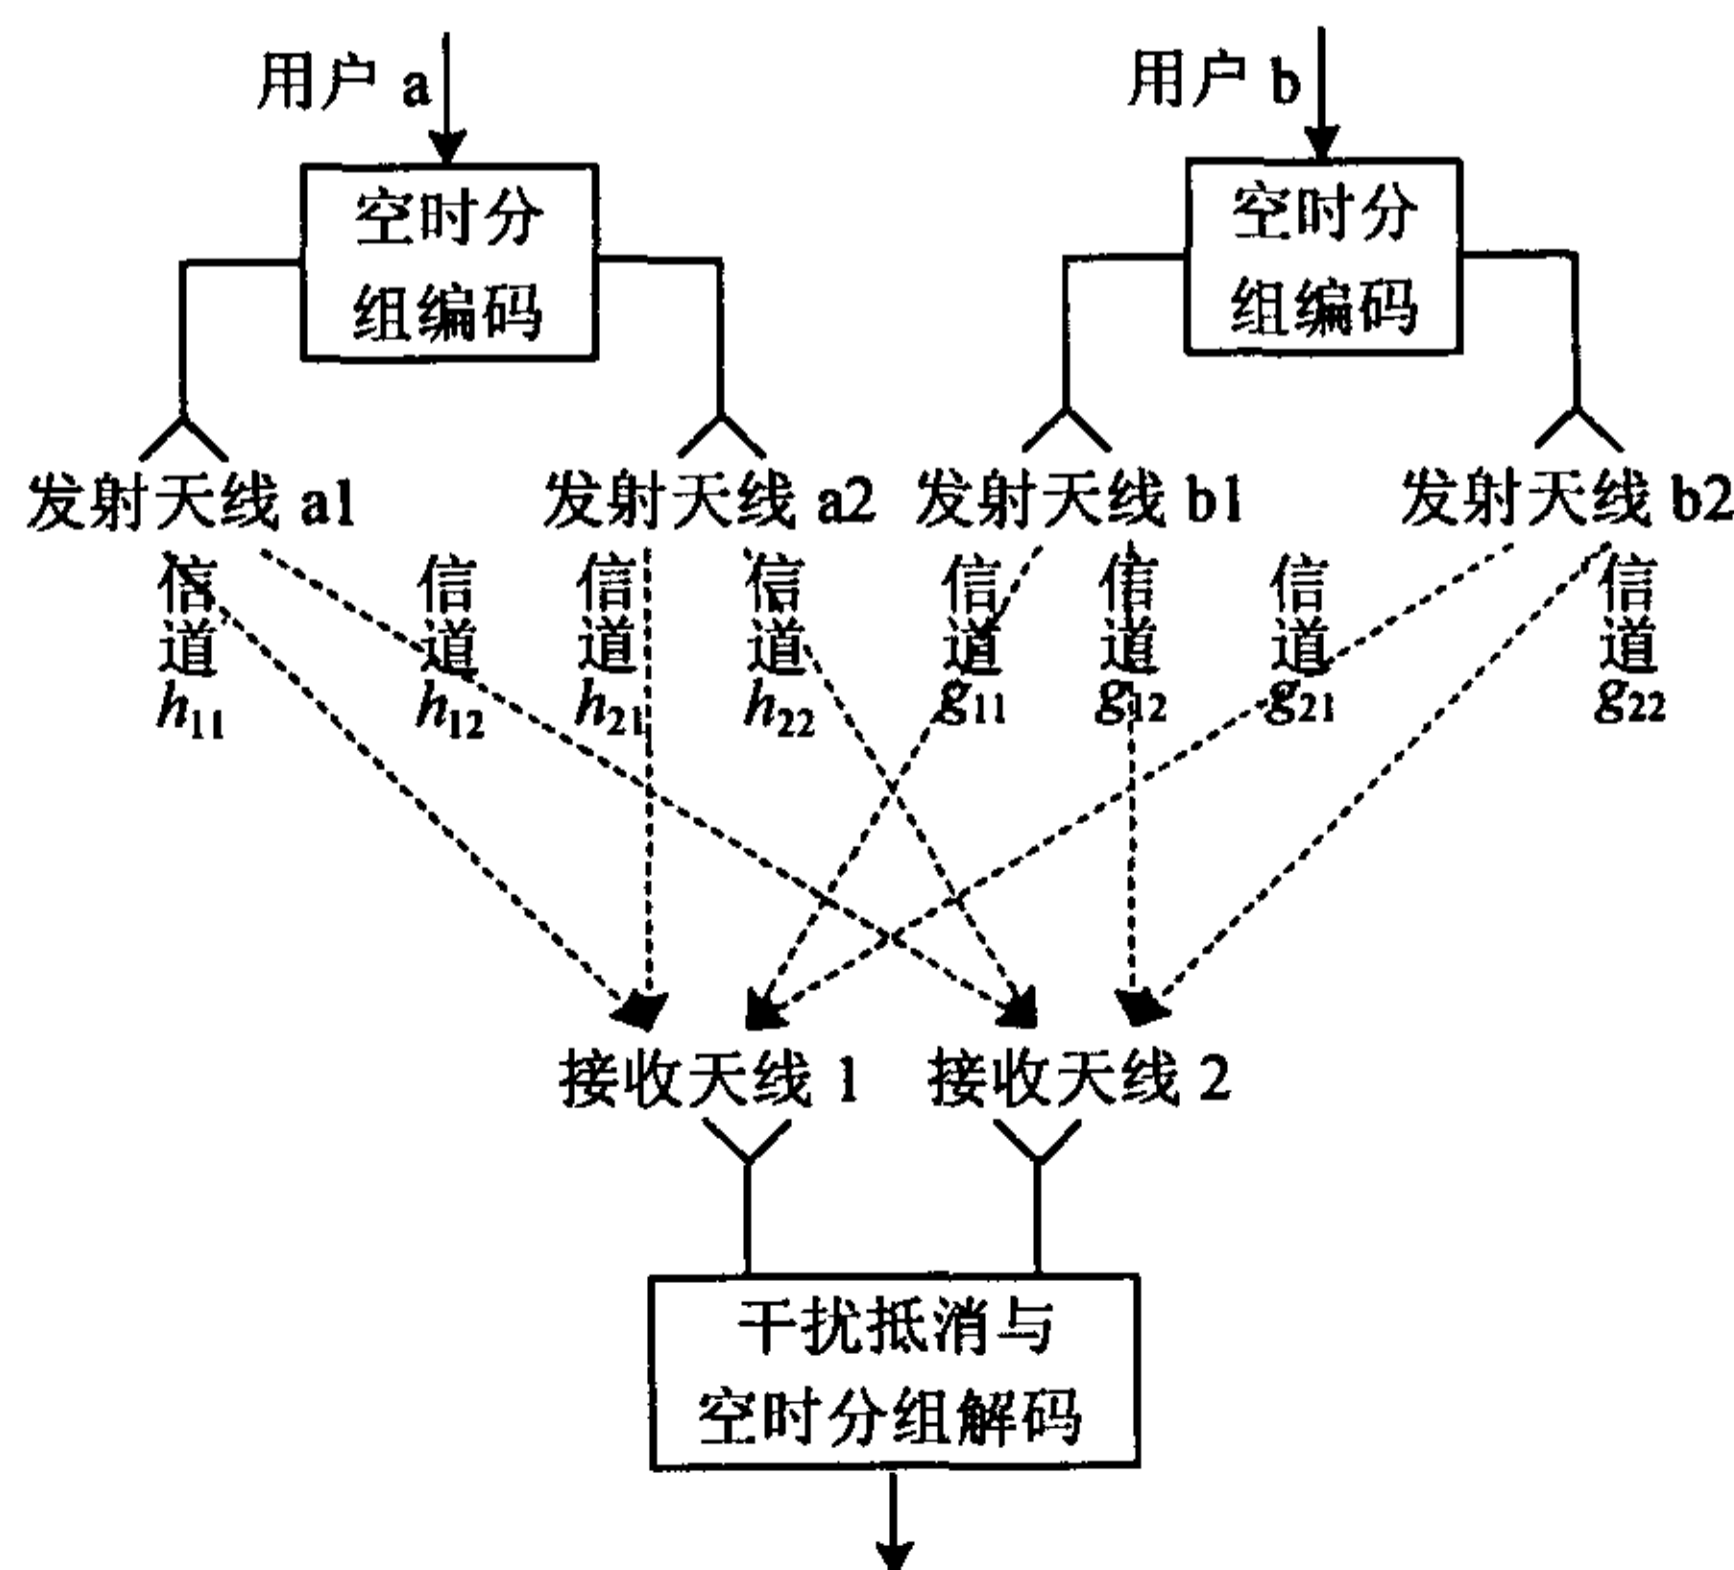 用户 a
用户 b
空时分
组编码
空时分
组编码
发射天线 a1
发射天线 a2
发射天线 b1
发射天线 b2
信道 h11
信道 h12
信道 h21
信道 h22
信道 g11
信道 g12
信道 g21
信道 g22
接收天线 1
接收天线 2
干扰抵消与
空时分组解码